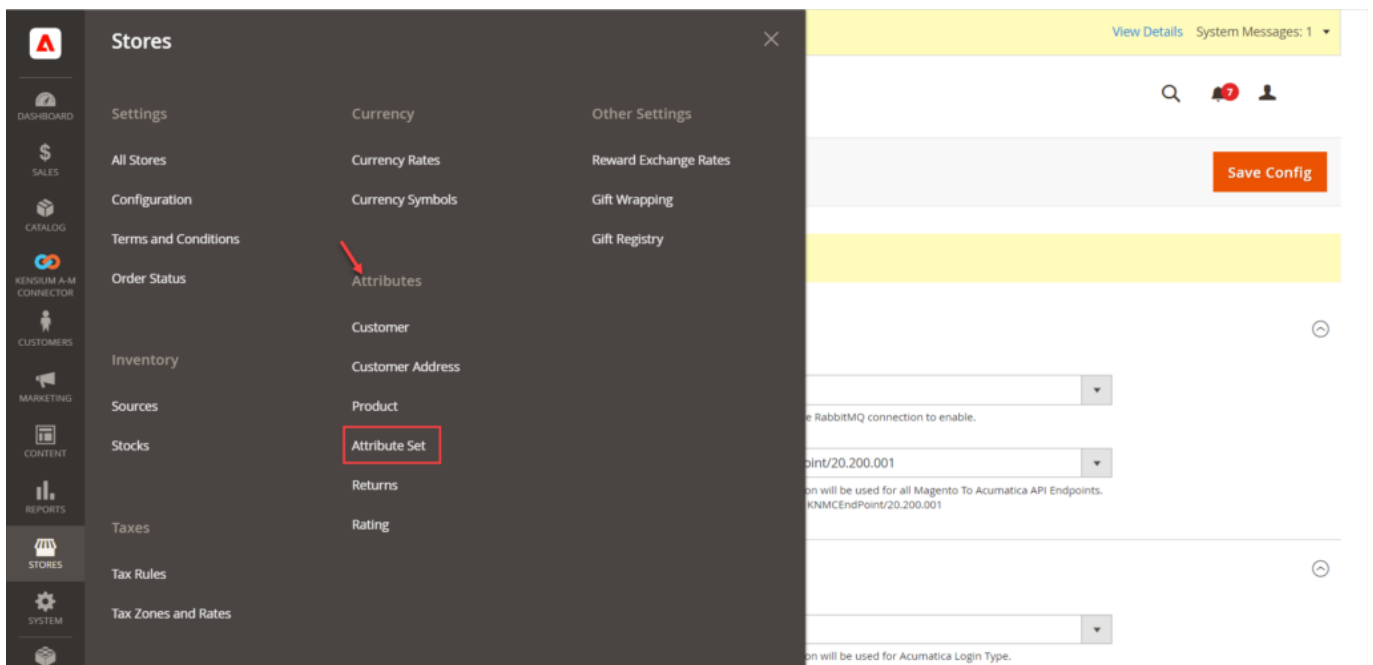 DASHBOARD
SALES
CATALOG
KENSIUM A-M
CONNECTOR
CUSTOMERS
MARKETING
CONTENT
REPORTS
STORES
SYSTEM
Stores
Settings
All Stores
Configuration
Terms and Conditions
Order Status
Inventory
Sources
Stocks
Taxes
Tax Rules
Tax Zones and Rates
Currency
Currency Rates
Currency Symbols
Attributes
Customer
Customer Address
Product
Attribute Set
Returns
Rating
Other Settings
Reward Exchange Rates
Gift Wrapping
Gift Registry
View Details System Messages: 1
7
Save Config
e RabbitMQ connection to enable.
oint/20.200.001
on will be used for all Magento To Acumatica API Endpoints.
KNMCEndPoint/20.200.001
on will be used for Acumatica Login Type.